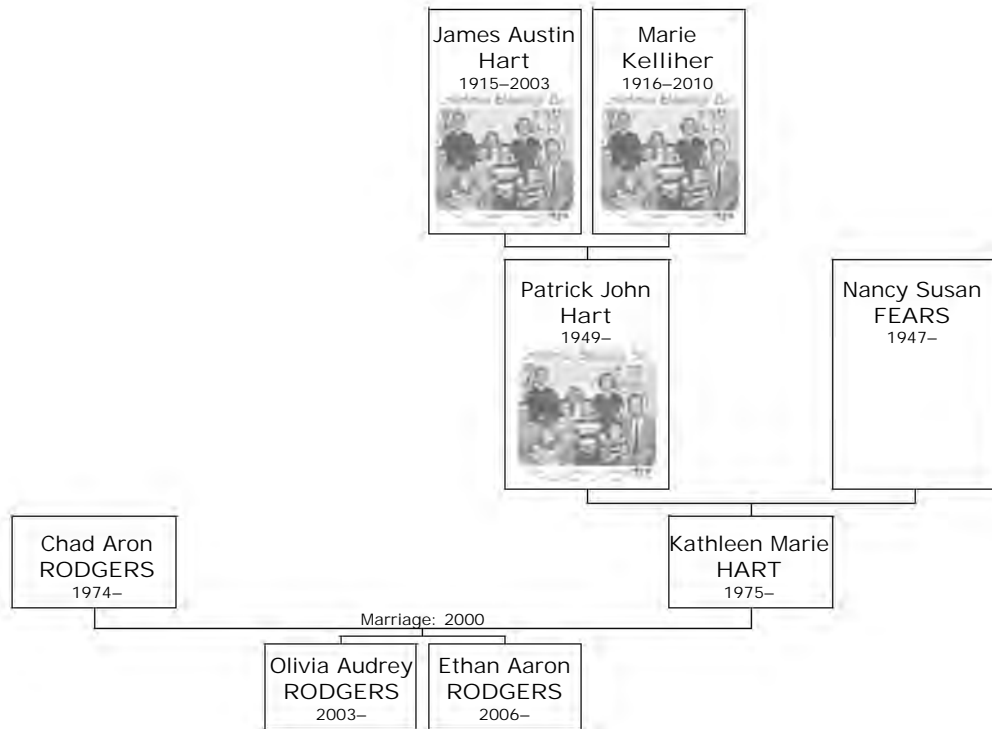 James Austin
Hart
1915–2003
Marie
Kelliher
1916–2010
Patrick John
Hart
1949–
Nancy Susan
FEARS
1947–
Chad Aron
RODGERS
1974–
Kathleen Marie
HART
1975–
Marriage: 2000
Olivia Audrey
RODGERS
2003–
Ethan Aaron
RODGERS
2006–